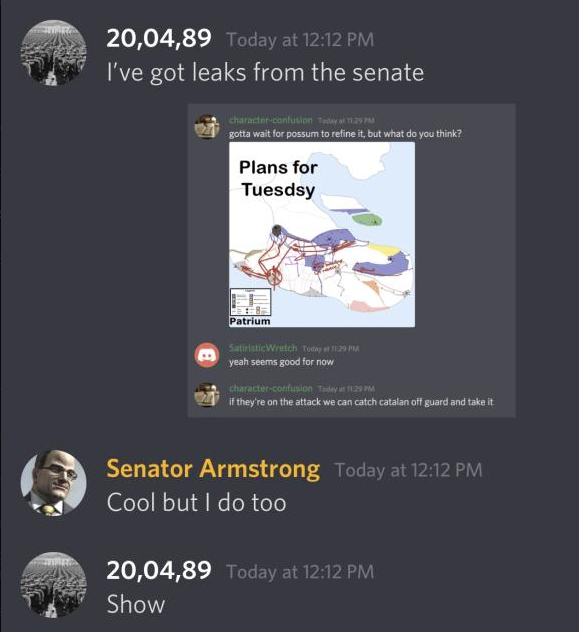 20,04,89 Today at 12:12 PM
I've got leaks from the senate
character-confusion Today at 11:29 PM
gotta wait for possum to refine it, but what do you think?
Plans for
Tuesdsy
Patrium
SatiristicWretch Today at 11:29 PM
yeah seems good for now
character-confusion Today at 11:29 PM
if they're on the attack we can catch catalan off guard and take it
Senator Armstrong Today at 12:12 PM
Cool but I do too
20,04,89 Today at 12:12 PM
Show